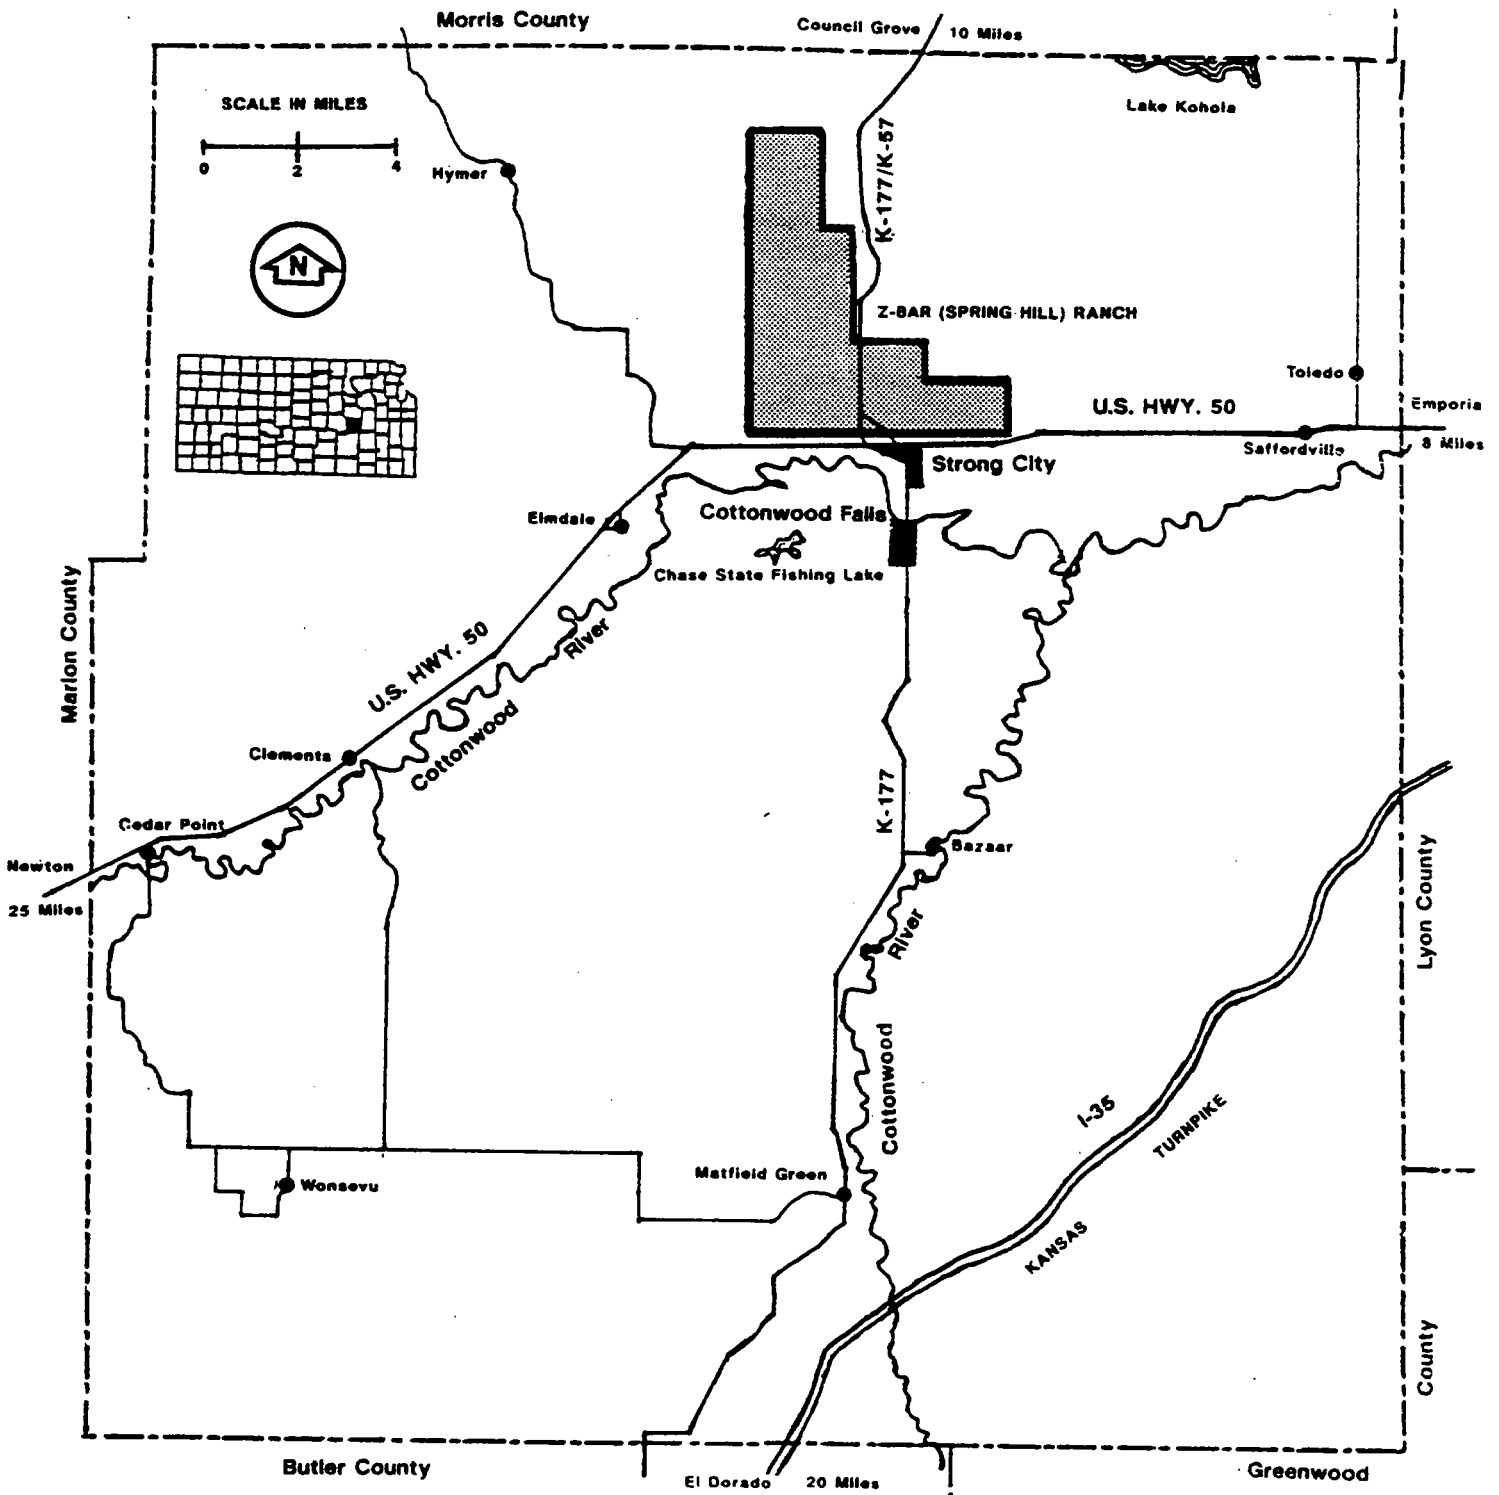 Morris County
Council Grove 10 Miles
SCALE IN MILES
0 2 4
Lake Kohola
Hymer
K-177/K-57
N
Z-BAR (SPRING HILL) RANCH
Toledo
U.S. HWY. 50
Emporia
8 Miles
Saffordville
Strong City
Elmdale
Cottonwood Falls
Chase State Fishing Lake
Marion County
U.S. HWY. 50
River
Cottonwood
Clements
K-177
Cedar Point
Bazaar
Newton
25 Miles
River
Lyon County
Cottonwood
I-35
TURNPIKE
Matfield Green
Wonsevu
KANSAS
County
Butler County
El Dorado 20 Miles
Greenwood